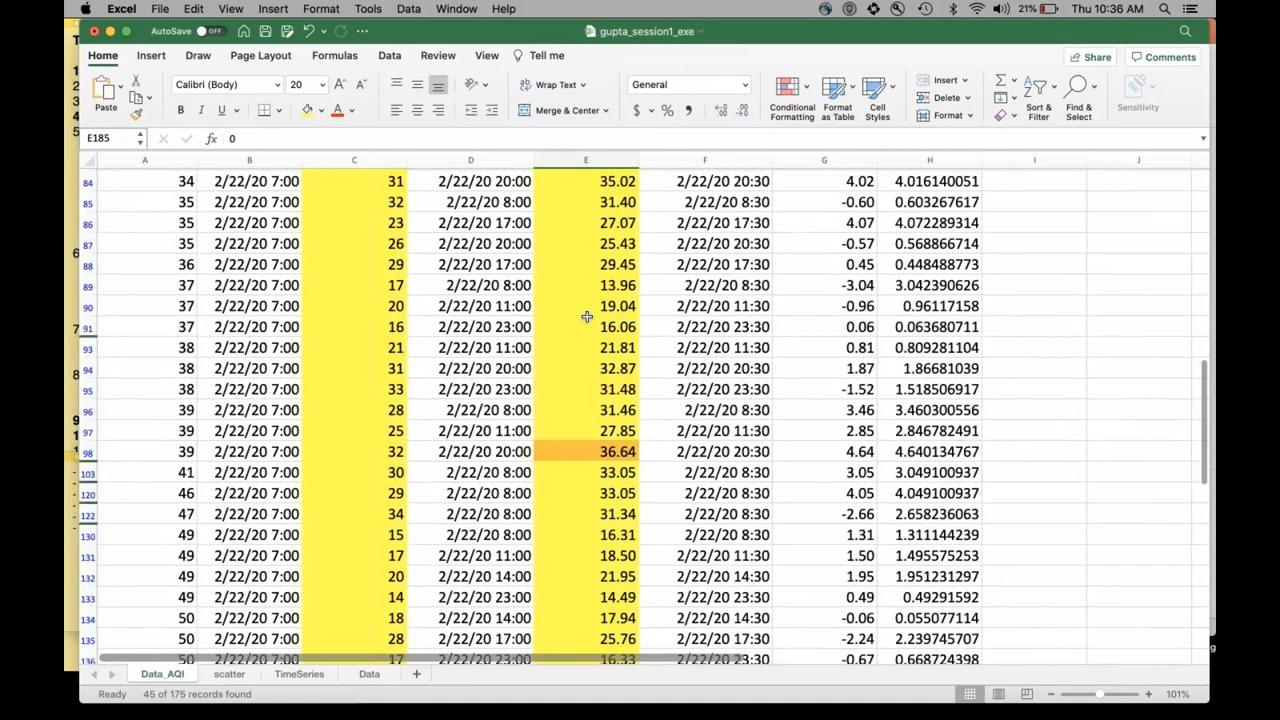 Excel File Edit View Insert Format Tools Data Window Help 21% Thu 10:36 AM
AutoSave OFF gupta_session1_exe
Home Insert Draw Page Layout Formulas Data Review View Tell me Share Comments
Paste Calibri (Body) 20 A A Wrap Text General Conditional Formatting Format as Table Cell Styles Insert Sort & Filter Find & Select Sensitivity
B I U A Merge & Center $ % Delete
Format
E185 fx 0
A B C D E F G H I J
84 34 2/22/20 7:00 31 2/22/20 20:00 35.02 2/22/20 20:30 4.02 4.016140051
85 35 2/22/20 7:00 32 2/22/20 8:00 31.40 2/22/20 8:30 -0.60 0.603267617
86 35 2/22/20 7:00 23 2/22/20 17:00 27.07 2/22/20 17:30 4.07 4.072289314
87 35 2/22/20 7:00 26 2/22/20 20:00 25.43 2/22/20 20:30 -0.57 0.568866714
88 36 2/22/20 7:00 29 2/22/20 17:00 29.45 2/22/20 17:30 0.45 0.448488773
89 37 2/22/20 7:00 17 2/22/20 8:00 13.96 2/22/20 8:30 -3.04 3.042390626
90 37 2/22/20 7:00 20 2/22/20 11:00 19.04 2/22/20 11:30 -0.96 0.96117158
91 37 2/22/20 7:00 16 2/22/20 23:00 16.06 2/22/20 23:30 0.06 0.063680711
93 38 2/22/20 7:00 21 2/22/20 11:00 21.81 2/22/20 11:30 0.81 0.809281104
94 38 2/22/20 7:00 31 2/22/20 20:00 32.87 2/22/20 20:30 1.87 1.86681039
95 38 2/22/20 7:00 33 2/22/20 23:00 31.48 2/22/20 23:30 -1.52 1.518506917
96 39 2/22/20 7:00 28 2/22/20 8:00 31.46 2/22/20 8:30 3.46 3.460300556
97 39 2/22/20 7:00 25 2/22/20 11:00 27.85 2/22/20 11:30 2.85 2.846782491
98 39 2/22/20 7:00 32 2/22/20 20:00 36.64 2/22/20 20:30 4.64 4.640134767
103 41 2/22/20 7:00 30 2/22/20 8:00 33.05 2/22/20 8:30 3.05 3.049100937
120 46 2/22/20 7:00 29 2/22/20 8:00 33.05 2/22/20 8:30 4.05 4.049100937
122 47 2/22/20 7:00 34 2/22/20 8:00 31.34 2/22/20 8:30 -2.66 2.658236063
130 49 2/22/20 7:00 15 2/22/20 8:00 16.31 2/22/20 8:30 1.31 1.311144239
131 49 2/22/20 7:00 17 2/22/20 11:00 18.50 2/22/20 11:30 1.50 1.495575253
132 49 2/22/20 7:00 20 2/22/20 14:00 21.95 2/22/20 14:30 1.95 1.951231297
133 49 2/22/20 7:00 14 2/22/20 23:00 14.49 2/22/20 23:30 0.49 0.49291592
134 50 2/22/20 7:00 18 2/22/20 14:00 17.94 2/22/20 14:30 -0.06 0.055077114
135 50 2/22/20 7:00 28 2/22/20 17:00 25.76 2/22/20 17:30 -2.24 2.239745707
136 50 2/22/20 7:00 17 2/22/20 23:00 16.33 2/22/20 23:30 -0.67 0.668724398
Data_AQI scatter TimeSeries Data
Ready 45 of 175 records found 101%